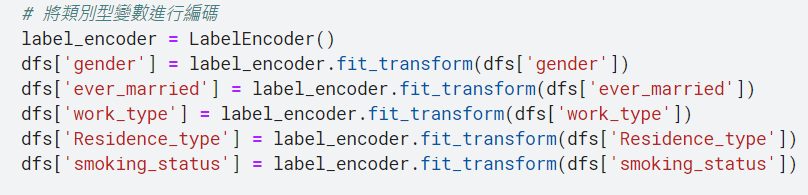 # 將類別型變數進行編碼
label_encoder = LabelEncoder()
dfs['gender'] = label_encoder.fit_transform(dfs['gender'])
dfs['ever_married'] = label_encoder.fit_transform(dfs['ever_married'])
dfs['work_type'] = label_encoder.fit_transform(dfs['work_type'])
dfs['Residence_type'] = label_encoder.fit_transform(dfs['Residence_type'])
dfs['smoking_status'] = label_encoder.fit_transform(dfs['smoking_status'])